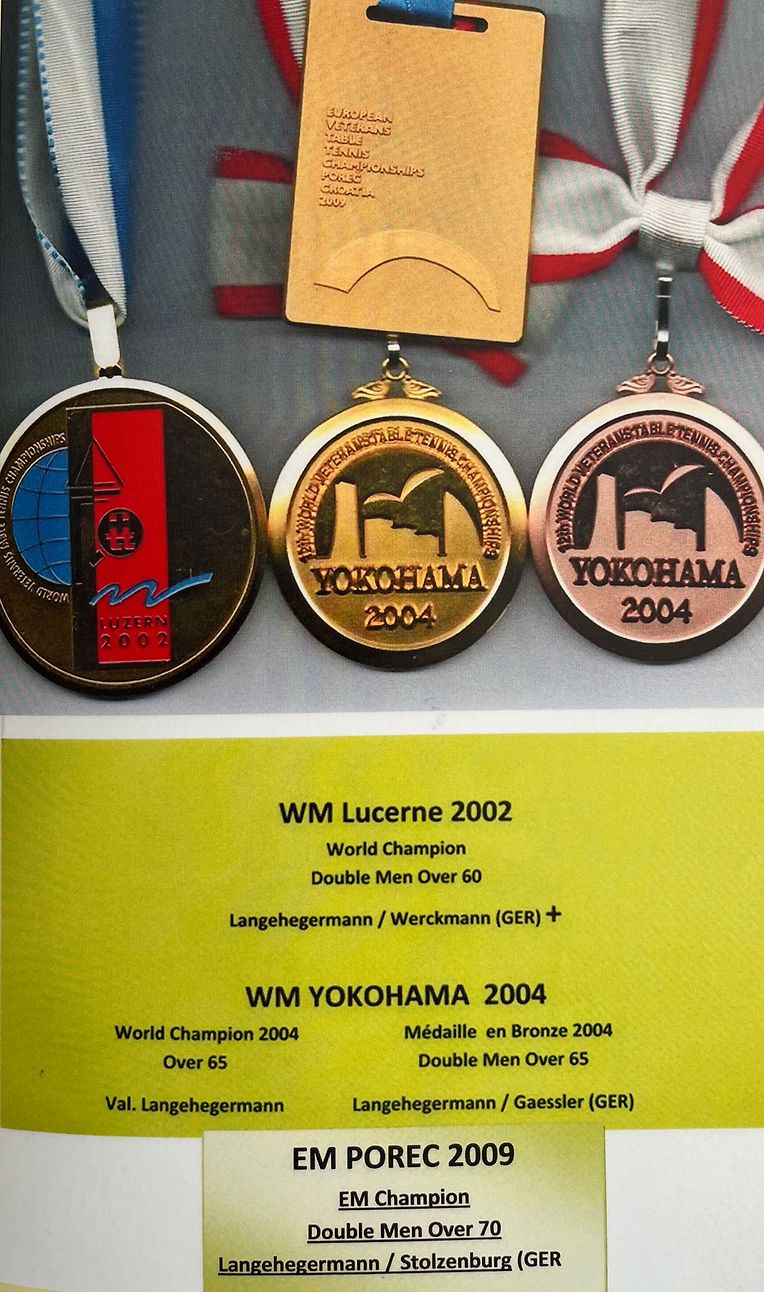 EUROPEAN
VETERANS
TABLE
TENNIS
CHAMPIONSHIPS
POREC
CROATIA
2009
WORLD VETERANS TABLE TENNIS CHAMPIONSHIPS
LUZERN
2002
12th WORLD VETERANS TABLE TENNIS CHAMPIONSHIPS
YOKOHAMA
2004
12th WORLD VETERANS TABLE TENNIS CHAMPIONSHIPS
YOKOHAMA
2004
WM Lucerne 2002
World Champion
Double Men Over 60
Langehegermann / Werckmann (GER) +
WM YOKOHAMA 2004
World Champion 2004
Over 65
Val. Langehegermann
Médaille en Bronze 2004
Double Men Over 65
Langehegermann / Gaessler (GER)
EM POREC 2009
EM Champion
Double Men Over 70
Langehegermann / Stolzenburg (GER